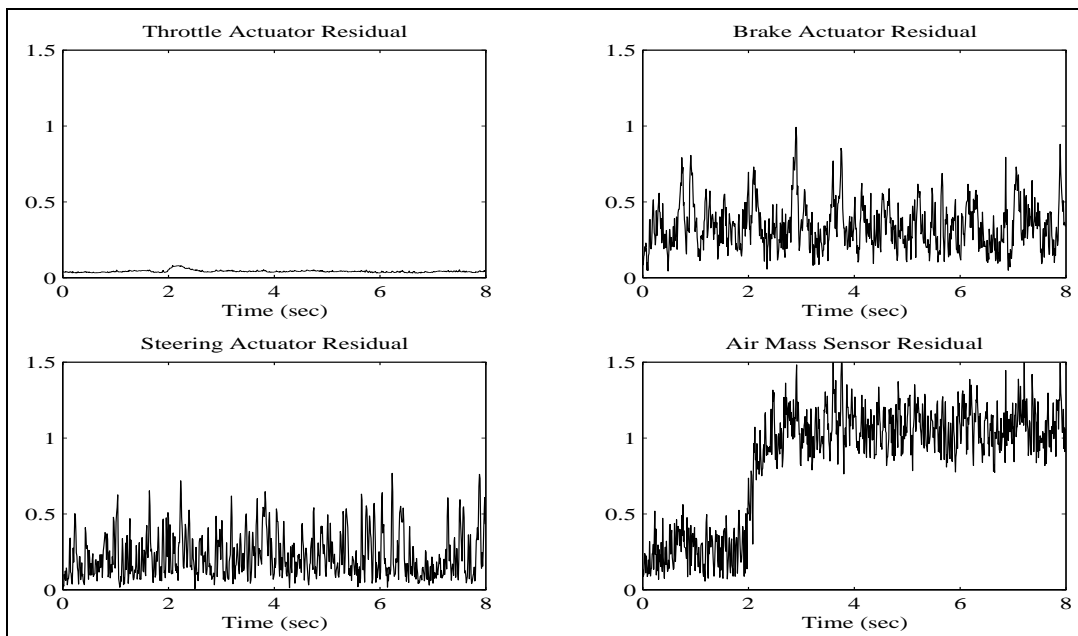 Throttle Actuator Residual
1.5
1
0.5
0
0 2 4 6 8
Time (sec)
Brake Actuator Residual
1.5
1
0.5
0
0 2 4 6 8
Time (sec)
Steering Actuator Residual
1.5
1
0.5
0
0 2 4 6 8
Time (sec)
Air Mass Sensor Residual
1.5
1
0.5
0
0 2 4 6 8
Time (sec)